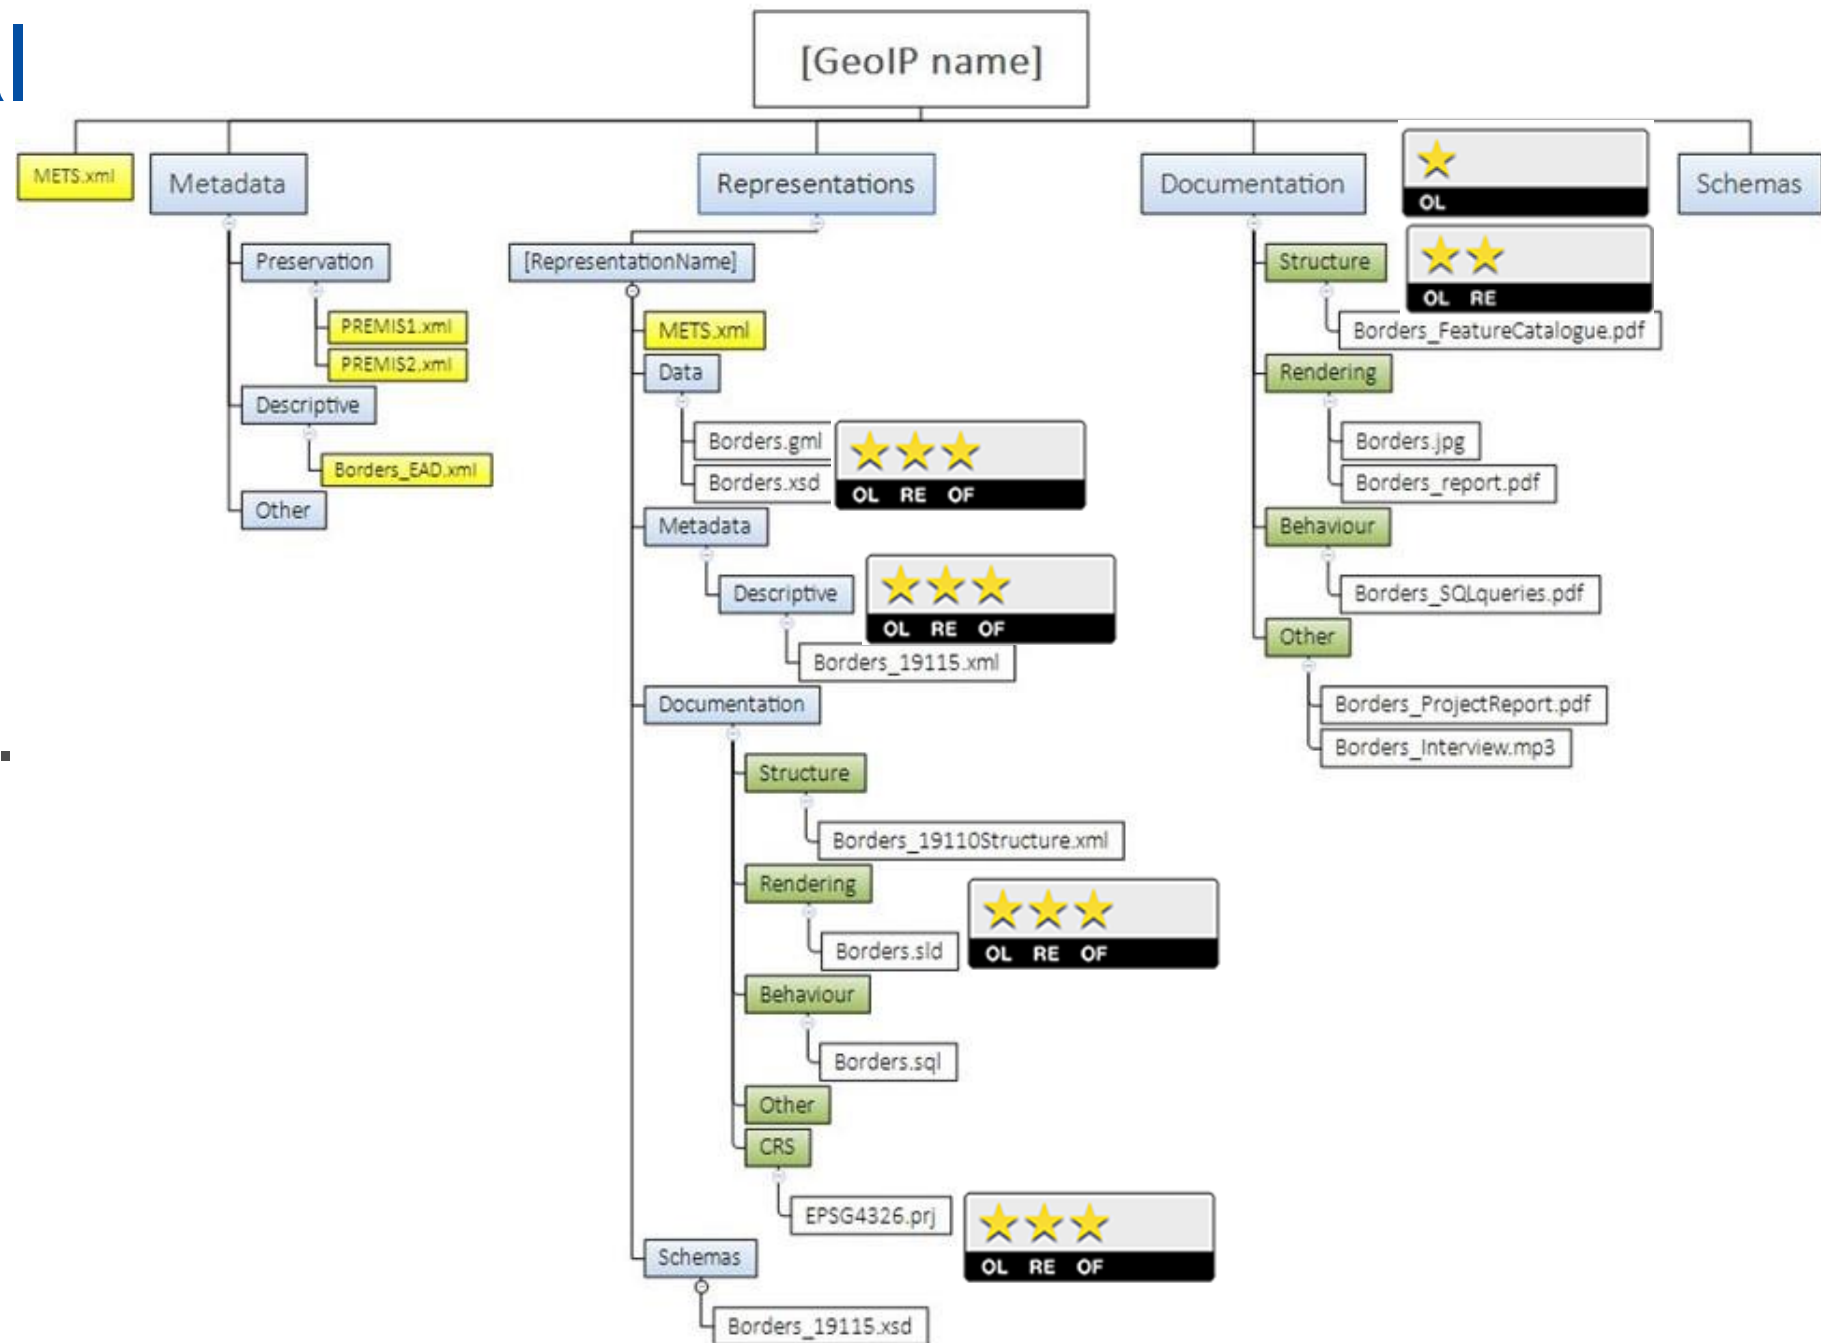 [GeoIP name]
METS.xml
Metadata
Preservation
PREMIS1.xml
PREMIS2.xml
Descriptive
Borders_EAD.xml
Other
Representations
[RepresentationName]
METS.xml
Data
Borders.gml
Borders.xsd
OL RE OF
Metadata
Descriptive
OL RE OF
Borders_19115.xml
Documentation
Structure
Borders_19110Structure.xml
Rendering
Borders.sld
OL RE OF
Behaviour
Borders.sql
Other
CRS
EPSG4326.prj
OL RE OF
Schemas
Borders_19115.xsd
Documentation
OL
Structure
OL RE
Borders_FeatureCatalogue.pdf
Rendering
Borders.jpg
Borders_report.pdf
Behaviour
Borders_SQLqueries.pdf
Other
Borders_ProjectReport.pdf
Borders_Interview.mp3
Schemas